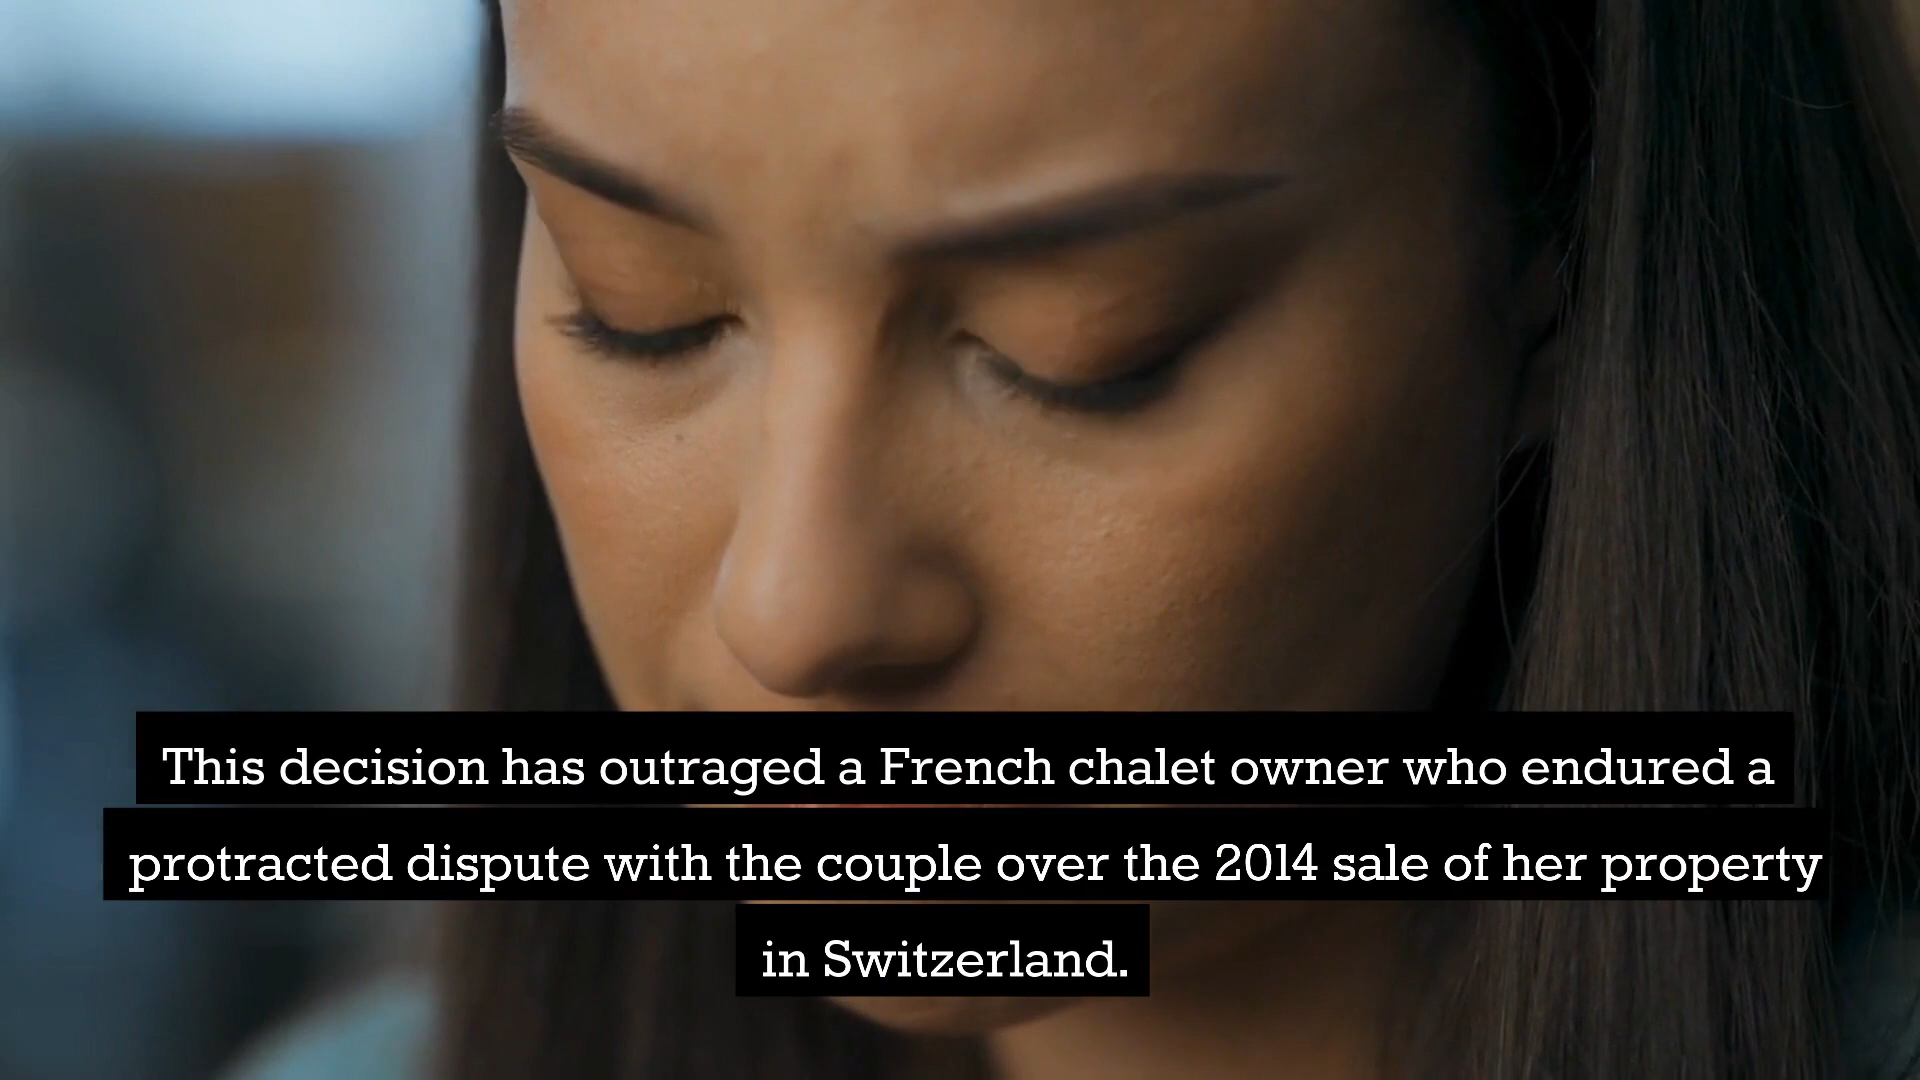 This decision has outraged a French chalet owner who endured a
protracted dispute with the couple over the 2014 sale of her property
in Switzerland.